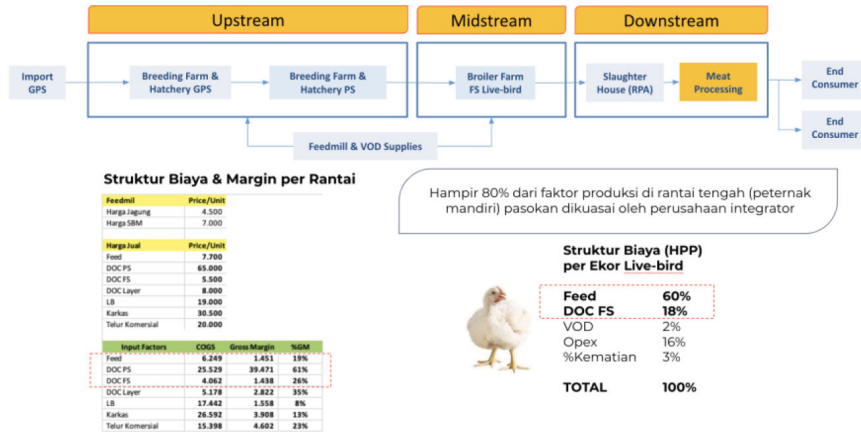 Upstream
Midstream
Downstream
Import
GPS
Breeding Farm &
Hatchery GPS
Breeding Farm &
Hatchery PS
Broiler Farm
FS Live-bird
Slaughter
House (RPA)
Meat
Processing
End
Consumer
End
Consumer
Feedmill & VOD Supplies
Struktur Biaya & Margin per Rantai
Feedmil Price/Unit
Harga Jagung 4.500
Harga SBM 7.000
Harga Jual Price/Unit
Feed 7.700
DOC PS 65.000
DOC FS 5.500
DOC Layer 8.000
LB 19.000
Karkas 30.500
Telur Komersial 20.000
Input Factors COGS Gross Margin %GM
Feed 6.249 1.451 19%
DOC PS 25.529 39.471 61%
DOC FS 4.062 1.438 26%
DOC Layer 5.178 2.822 35%
LB 17.442 1.558 8%
Karkas 26.592 3.908 13%
Telur Komersial 15.398 4.602 23%
Hampir 80% dari faktor produksi di rantai tengah (peternak
mandiri) pasokan dikuasai oleh perusahaan integrator
Struktur Biaya (HPP)
per Ekor Live-bird
Feed 60%
DOC FS 18%
VOD 2%
Opex 16%
%Kematian 3%
TOTAL 100%